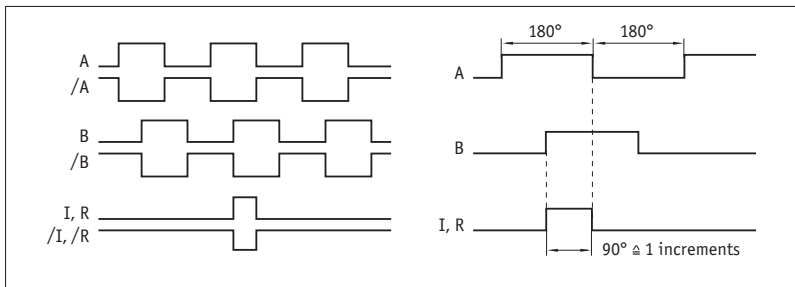 A
/A
B
/B
I, R
/I, /R
180° 180°
A
B
I, R
90° ≙ 1 increments